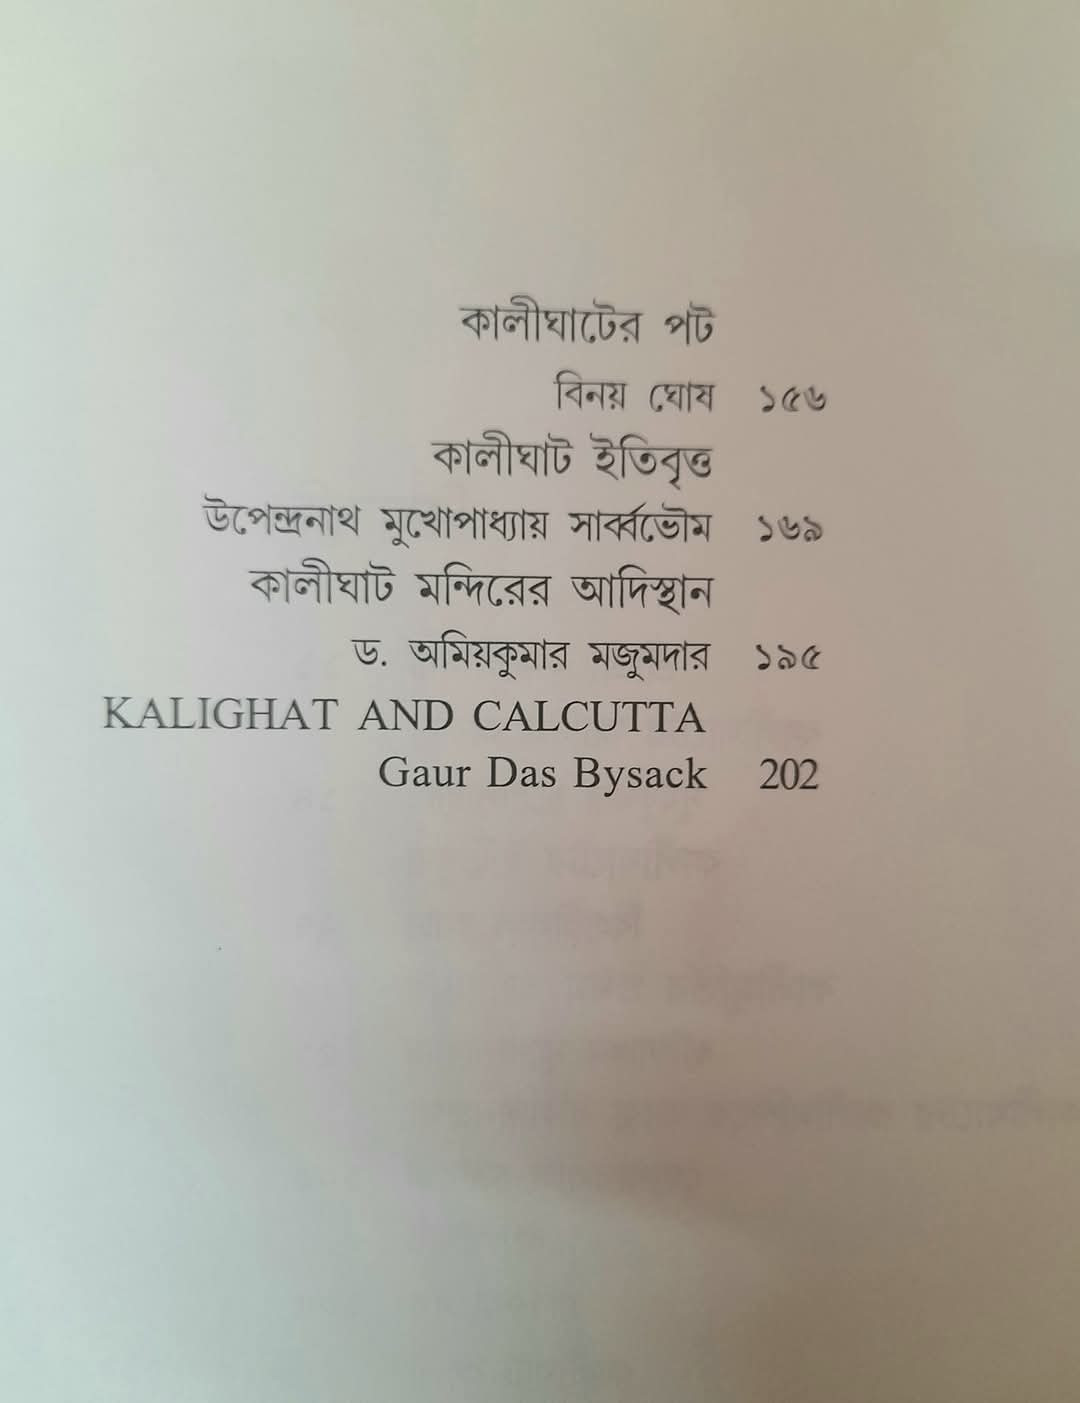 কালীঘাটের পট
বিনয় ঘোষ ১৫৬
কালীঘাট ইতিবৃত্ত
উপেন্দ্রনাথ মুখোপাধ্যায় সার্ব্বভৌম ১৬৯
কালীঘাট মন্দিরের আদিস্থান
ড. অমিয়কুমার মজুমদার ১৯৫
KALIGHAT AND CALCUTTA
Gaur Das Bysack 202